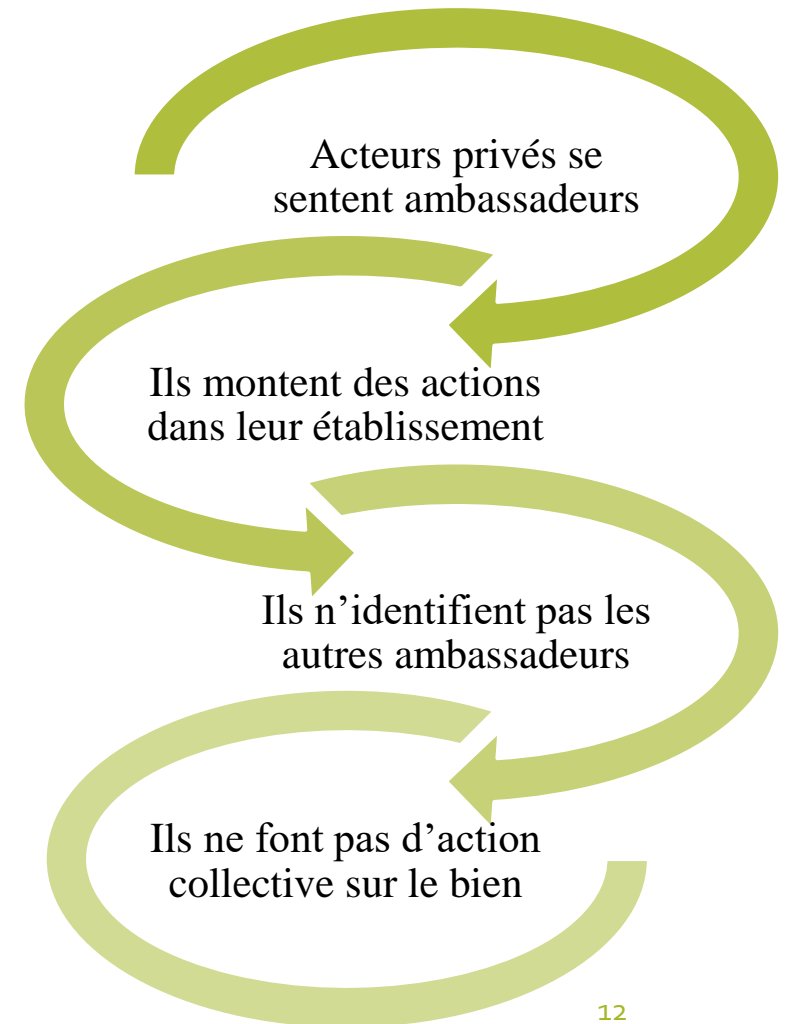 Acteurs privés se
sentent ambassadeurs
Ils montent des actions
dans leur établissement
Ils n’identifient pas les
autres ambassadeurs
Ils ne font pas d’action
collective sur le bien
12